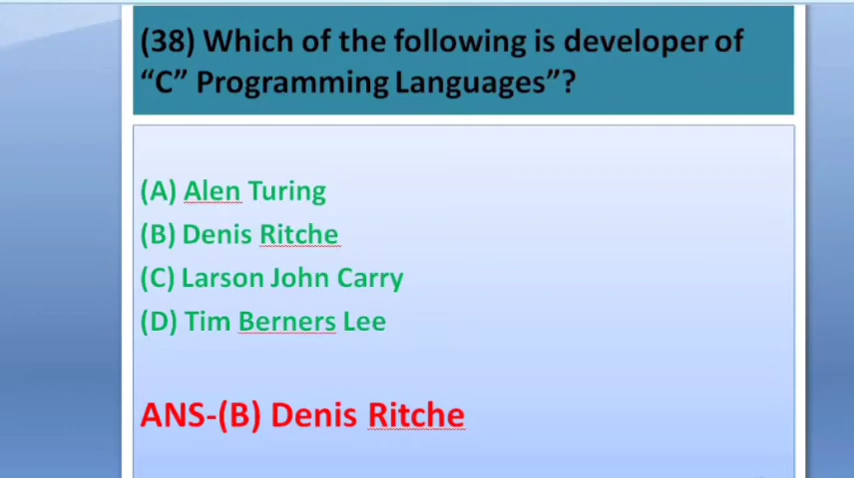 (38) Which of the following is developer of
“C” Programming Languages”?
(A) Alen Turing
(B) Denis Ritche
(C) Larson John Carry
(D) Tim Berners Lee
ANS-(B) Denis Ritche